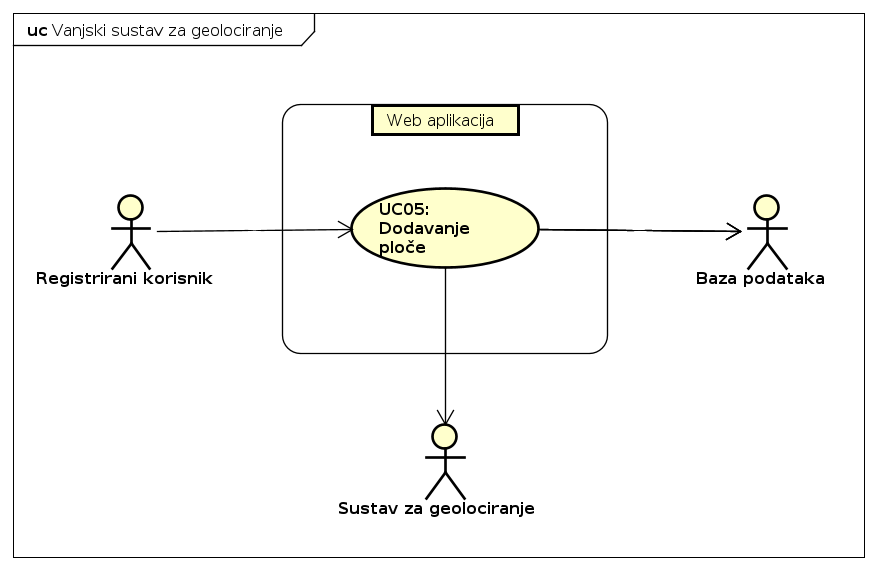 uc Vanjski sustav za geolociranje
Web aplikacija
UC05:
Dodavanje
ploče
Registrirani korisnik
Baza podataka
Sustav za geolociranje